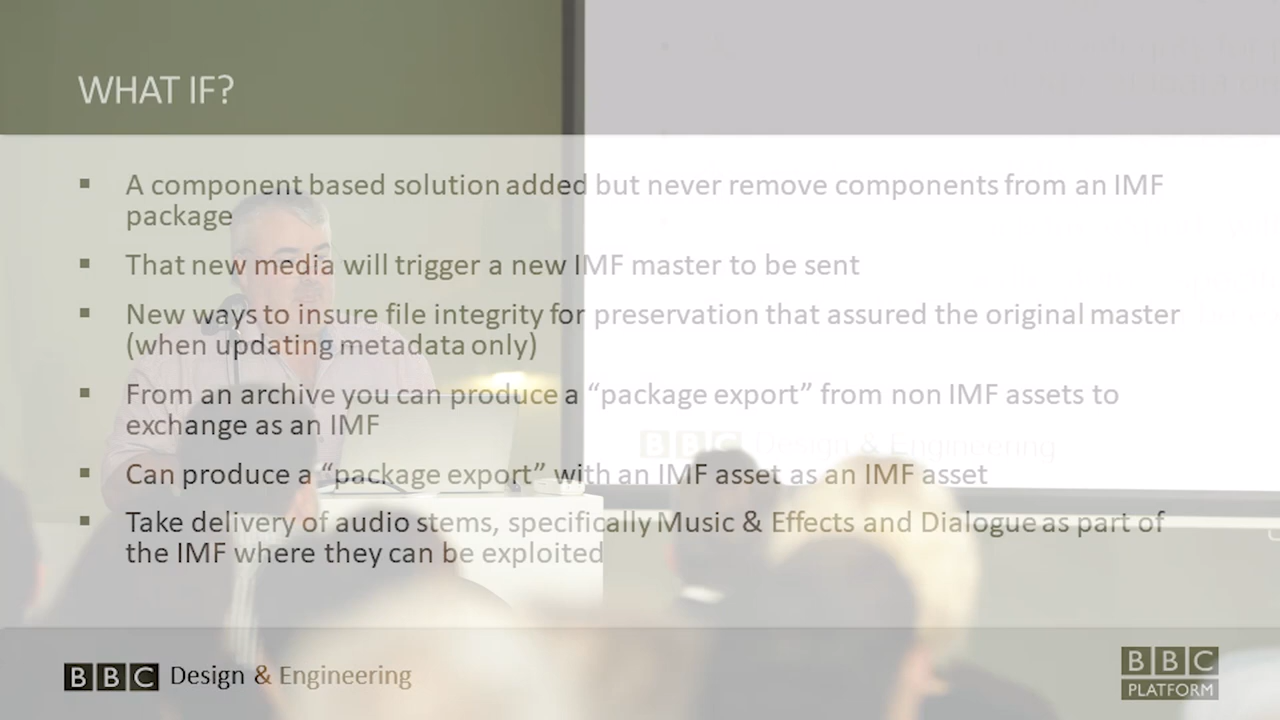 WHAT IF?
A component based solution added but never remove components from an IMF
package
That new media will trigger a new IMF master to be sent
New ways to insure file integrity for preservation that assured the original master
(when updating metadata only)
From an archive you can produce a “package export” from non IMF assets to
exchange as an IMF
Can produce a “package export” with an IMF asset as an IMF asset
Take delivery of audio stems, specifically Music & Effects and Dialogue as part of
the IMF where they can be exploited
BBC Design & Engineering
BBC Design & Engineering
BBC
PLATFORM